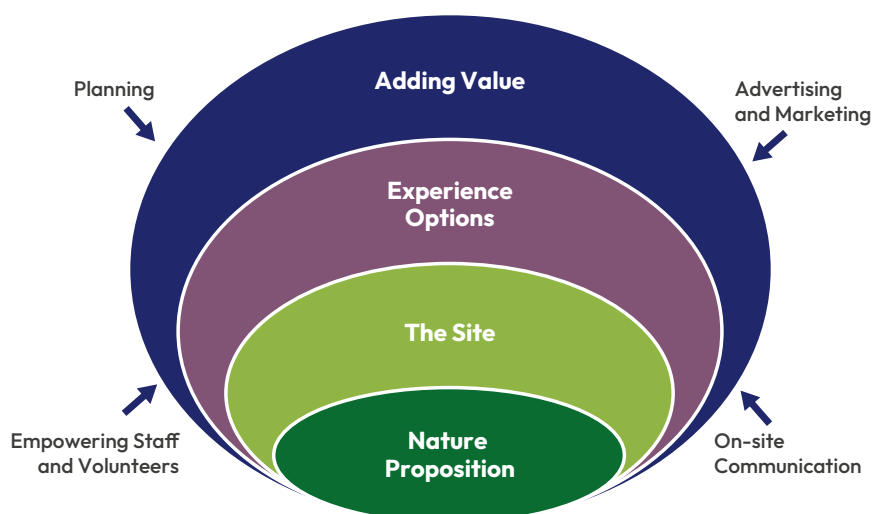 Adding Value
Planning
Advertising
and Marketing
Experience
Options
The Site
Empowering Staff
and Volunteers
Nature
Proposition
On-site
Communication